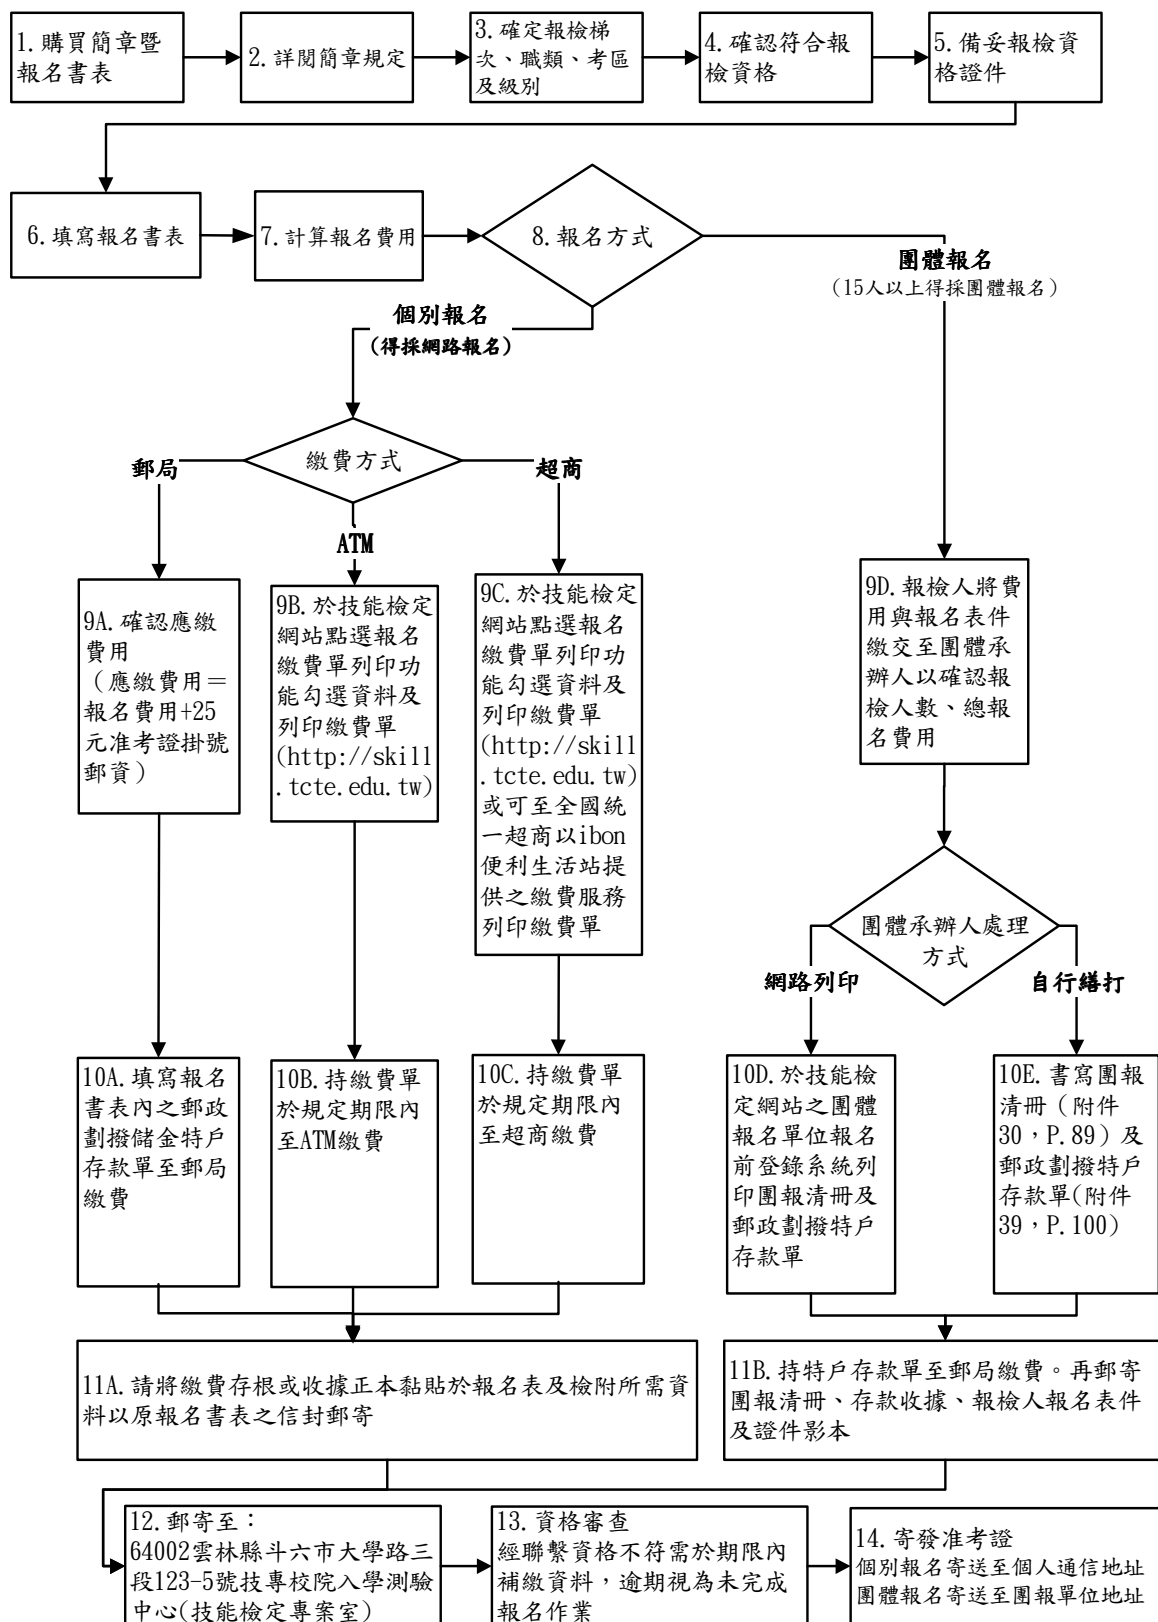 1.購買簡章暨
報名書表
2.詳閱簡章規定
3.確定報檢梯
次、職類、考區
及級別
4.確認符合報
檢資格
5.備妥報檢資
格證件
6.填寫報名書表
7.計算報名費用
8.報名方式
團體報名
（15人以上得採團體報名）
個別報名
(得採網路報名)
繳費方式
郵局
超商
ATM
9A.確認應繳
費用
（應繳費用＝
報名費用+25
元准考證掛號
郵資）
9B.於技能檢定
網站點選報名
繳費單列印功
能勾選資料及
列印繳費單
(http://skill
.tcte.edu.tw)
9C.於技能檢定
網站點選報名
繳費單列印功
能勾選資料及
列印繳費單
(http://skill
.tcte.edu.tw)
或可至全國統
一超商以ibon
便利生活站提
供之繳費服務
列印繳費單
9D.報檢人將費
用與報名表件
繳交至團體承
辦人以確認報
檢人數、總報
名費用
團體承辦人處理
方式
網路列印
自行繕打
10A.填寫報名
書表內之郵政
劃撥儲金特戶
存款單至郵局
繳費
10B.持繳費單
於規定期限內
至ATM繳費
10C.持繳費單
於規定期限內
至超商繳費
10D.於技能檢
定網站之團體
報名單位報名
前登錄系統列
印團報清冊及
郵政劃撥特戶
存款單
10E.書寫團報
清冊（附件
30，P.89）及
郵政劃撥特戶
存款單(附件
39，P.100)
11A.請將繳費存根或收據正本黏貼於報名表及檢附所需資
料以原報名書表之信封郵寄
11B.持特戶存款單至郵局繳費。再郵寄
團報清冊、存款收據、報檢人報名表件
及證件影本
12.郵寄至：
64002雲林縣斗六市大學路三
段123-5號技專校院入學測驗
中心(技能檢定專案室)
13.資格審查
經聯繫資格不符需於期限內
補繳資料，逾期視為未完成
報名作業
14.寄發准考證
個別報名寄送至個人通信地址
團體報名寄送至團報單位地址